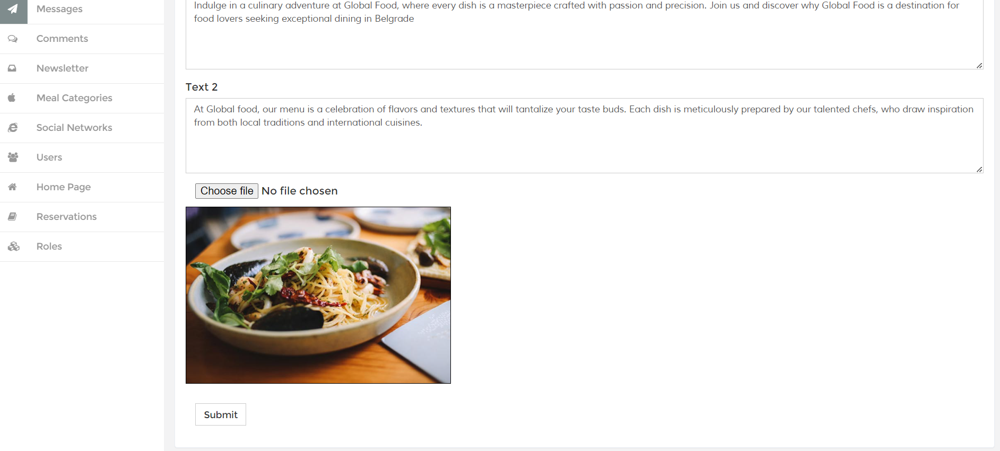 Messages
Comments
Newsletter
Meal Categories
Social Networks
Users
Home Page
Reservations
Roles
Indulge in a culinary adventure at Global Food, where every dish is a masterpiece crafted with passion and precision. Join us and discover why Global Food is a destination for
food lovers seeking exceptional dining in Belgrade
Text 2
At Global food, our menu is a celebration of flavors and textures that will tantalize your taste buds. Each dish is meticulously prepared by our talented chefs, who draw inspiration
from both local traditions and international cuisines.
Choose file No file chosen
Submit